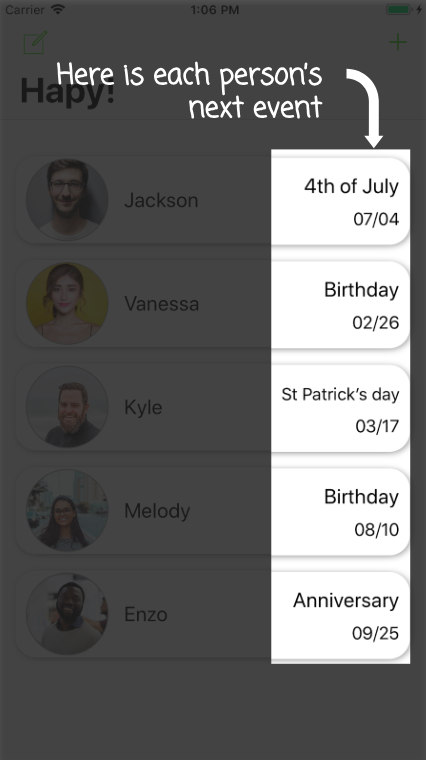 Carrier 1:06 PM
Here is each person's
next event
Hapy!
Jackson 4th of July
07/04
Vanessa Birthday
02/26
Kyle St Patrick's day
03/17
Melody Birthday
08/10
Enzo Anniversary
09/25